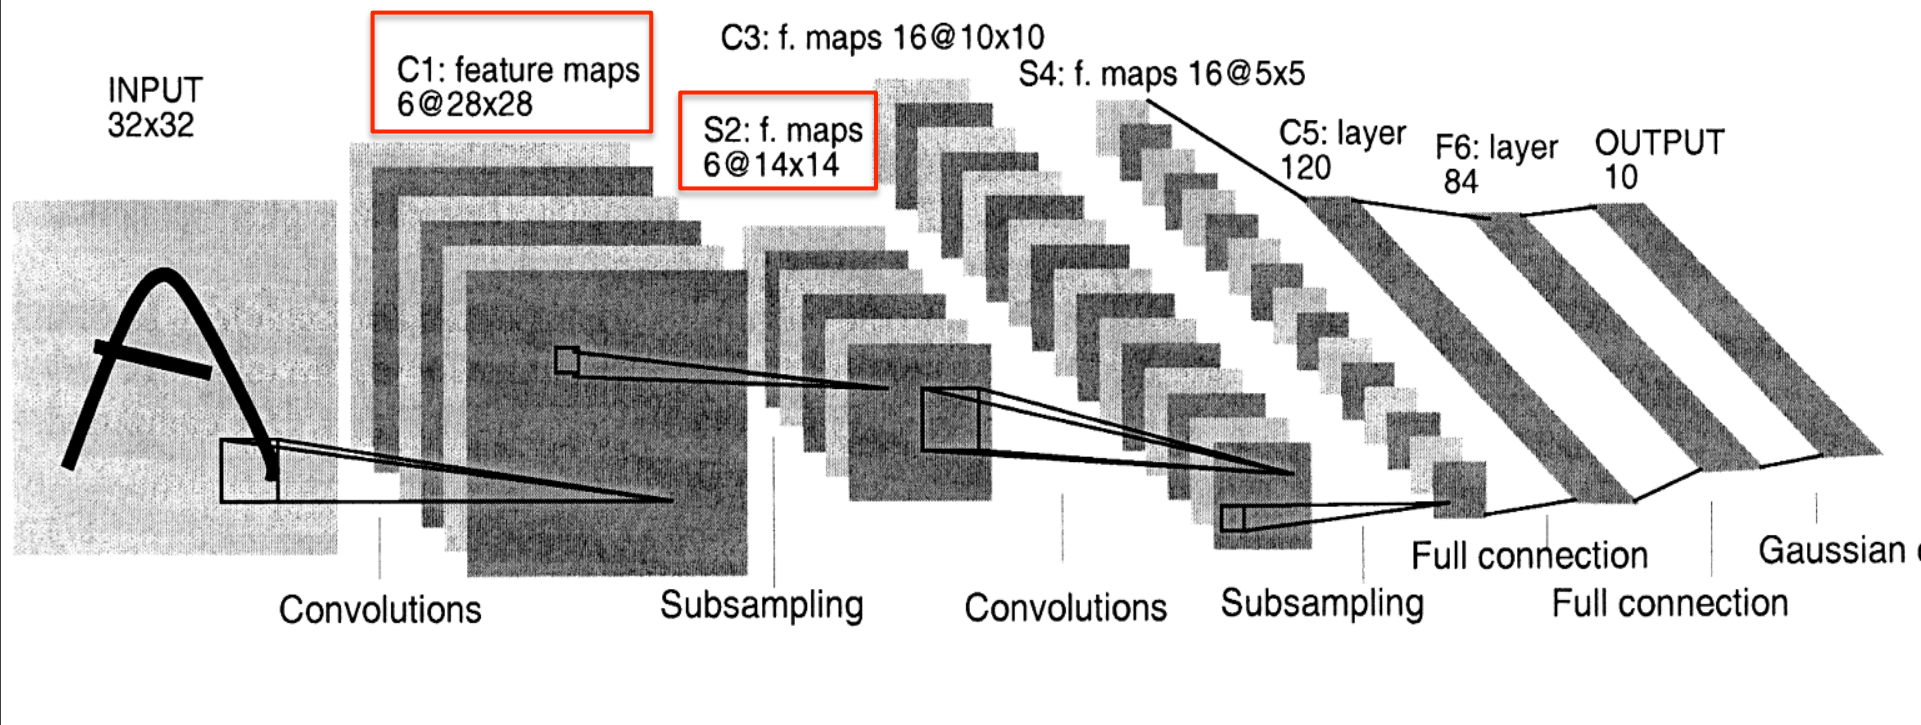 INPUT
32x32
C1: feature maps
6@28x28
S2: f. maps
6@14x14
C3: f. maps 16@10x10
S4: f. maps 16@5x5
C5: layer
120
F6: layer
84
OUTPUT
10
Convolutions
Subsampling
Convolutions
Subsampling
Full connection
Full connection
Gaussian